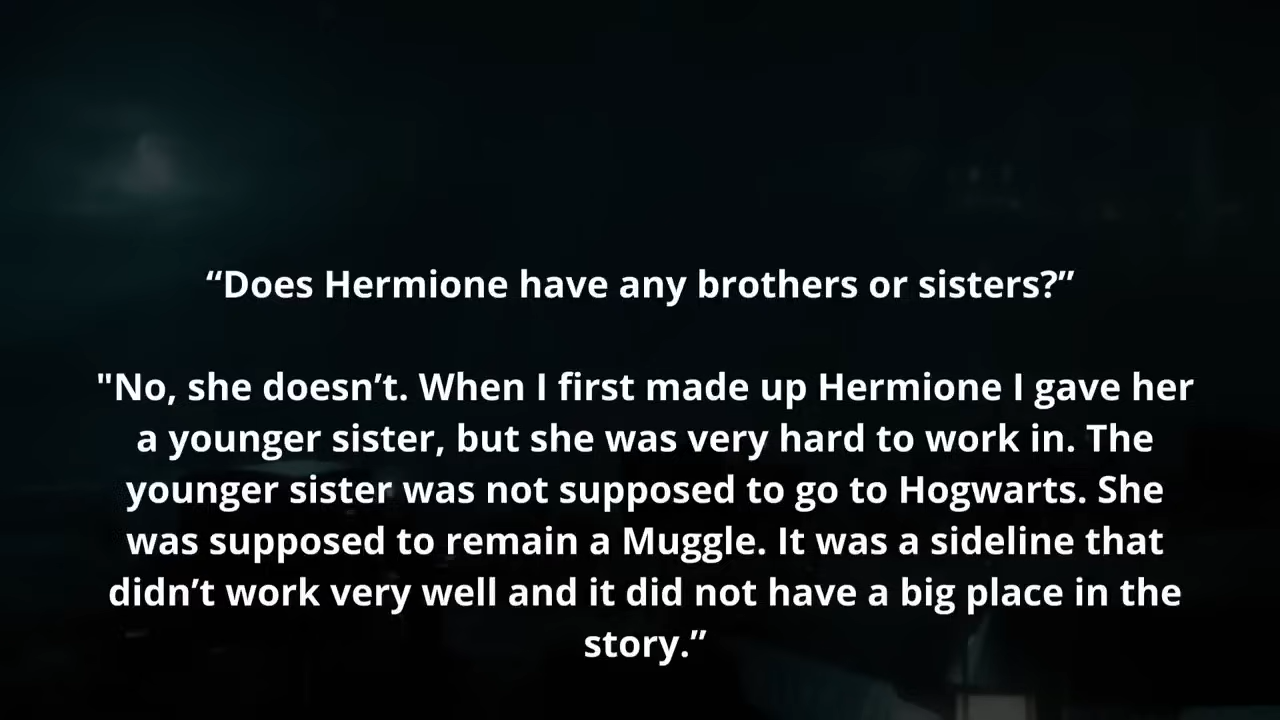 “Does Hermione have any brothers or sisters?”
"No, she doesn’t. When I first made up Hermione I gave her
a younger sister, but she was very hard to work in. The
younger sister was not supposed to go to Hogwarts. She
was supposed to remain a Muggle. It was a sideline that
didn’t work very well and it did not have a big place in the
story.”